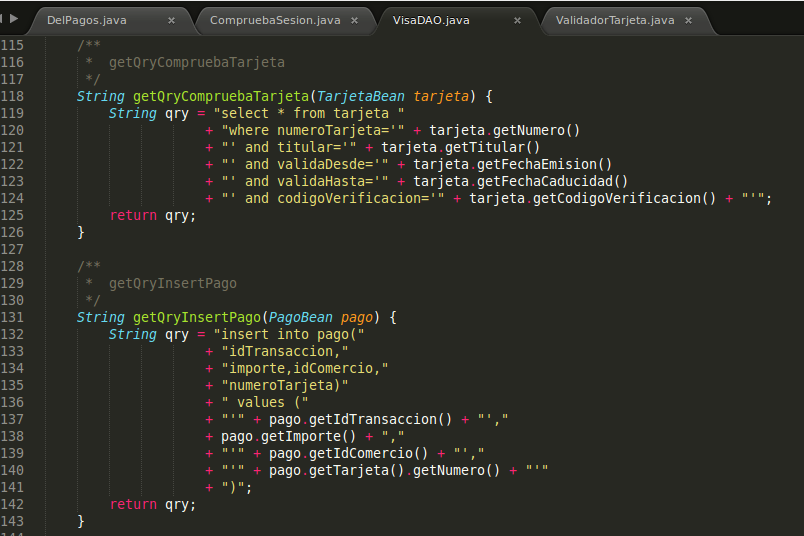 DelPagos.java × CompruebaSesion.java × VisaDAO.java × ValidadorTarjeta.java ×
115 /**
116 * getQryCompruebaTarjeta
117 */
118 String getQryCompruebaTarjeta(TarjetaBean tarjeta) {
119 String qry = "select * from tarjeta "
120 + "where numeroTarjeta='" + tarjeta.getNumero()
121 + "' and titular='" + tarjeta.getTitular()
122 + "' and validaDesde='" + tarjeta.getFechaEmision()
123 + "' and validaHasta='" + tarjeta.getFechaCaducidad()
124 + "' and codigoVerificacion='" + tarjeta.getCodigoVerificacion() + "'";
125 return qry;
126 }
127
128 /**
129 * getQryInsertPago
130 */
131 String getQryInsertPago(PagoBean pago) {
132 String qry = "insert into pago("
133 + "idTransaccion,"
134 + "importe,idComercio,"
135 + "numeroTarjeta)"
136 + " values ("
137 + "'" + pago.getIdTransaccion() + "',"
138 + pago.getImporte() + ","
139 + "'" + pago.getIdComercio() + "',"
140 + "'" + pago.getTarjeta().getNumero() + "'"
141 + ")";
142 return qry;
143 }